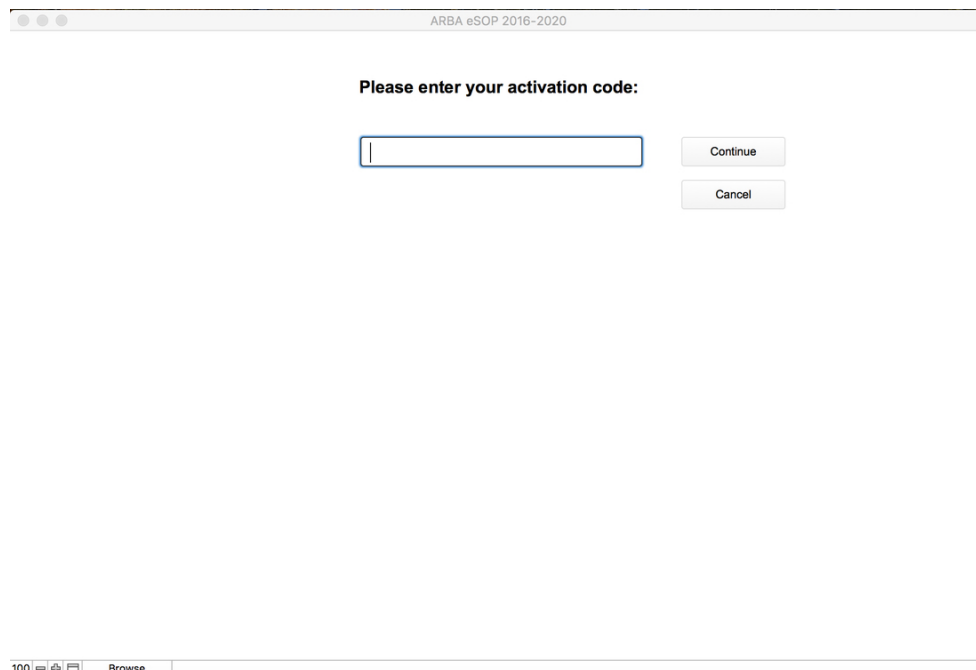 ARBA eSOP 2016-2020
Please enter your activation code:
Continue
Cancel
100 Browse